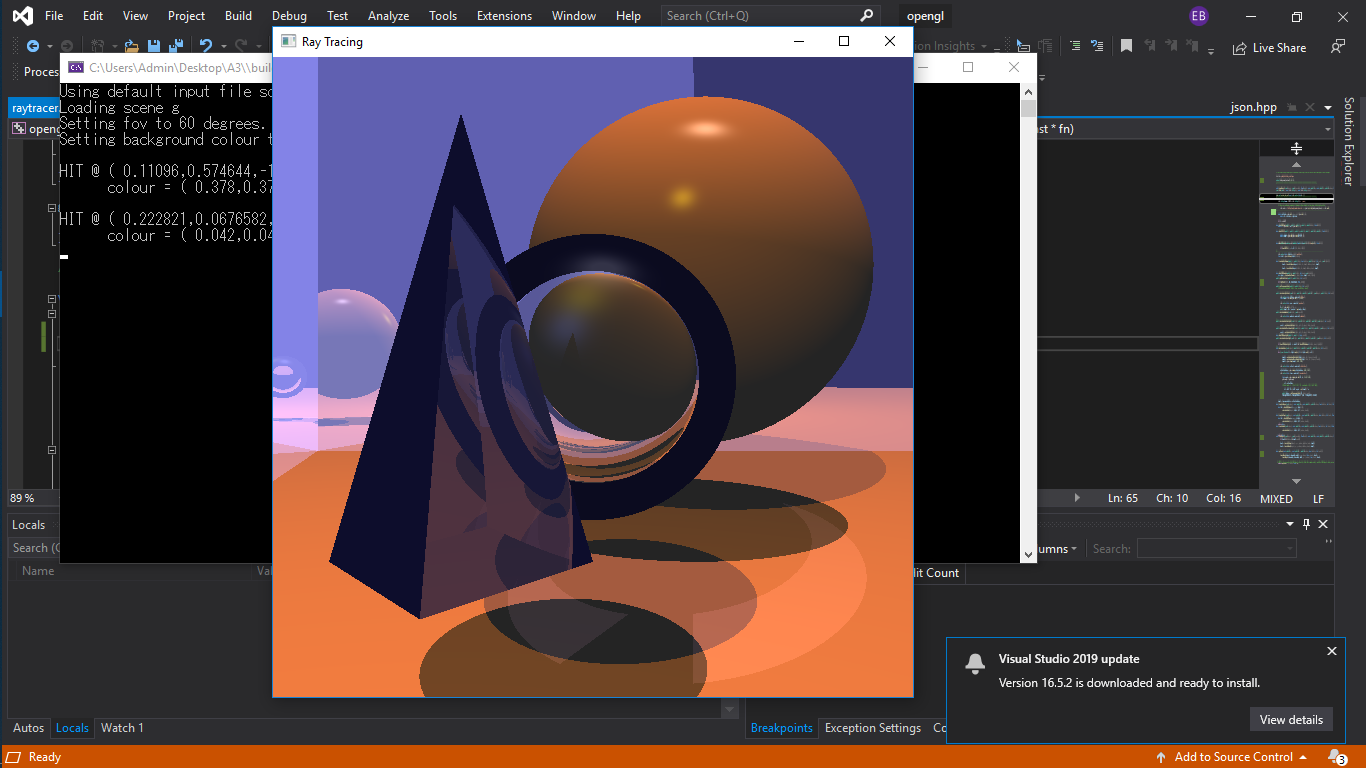 File Edit View Project Build Debug Test Analyze Tools Extensions Window Help Search (Ctrl+Q) opengl EB
Ray Tracing
Insights
Live Share
C:\Users\Admin\Desktop\A3\\buil
Proces
Using default input file sc
Loading scene g
Setting fov to 60 degrees.
Setting background colour t
HIT @ ( 0.11096,0.574644,-1
colour = ( 0.378,0.37
HIT @ ( 0.222821,0.0676582,
colour = ( 0.042,0.04
raytracer
json.hpp
openg
st * fn)
Solution Explorer
89 %
Ln: 65 Ch: 10 Col: 16 MIXED LF
Locals
Search (C
umns Search:
Name Val
lit Count
Visual Studio 2019 update
Version 16.5.2 is downloaded and ready to install.
View details
Autos Locals Watch 1
Breakpoints Exception Settings Co
Ready
Add to Source Control 3